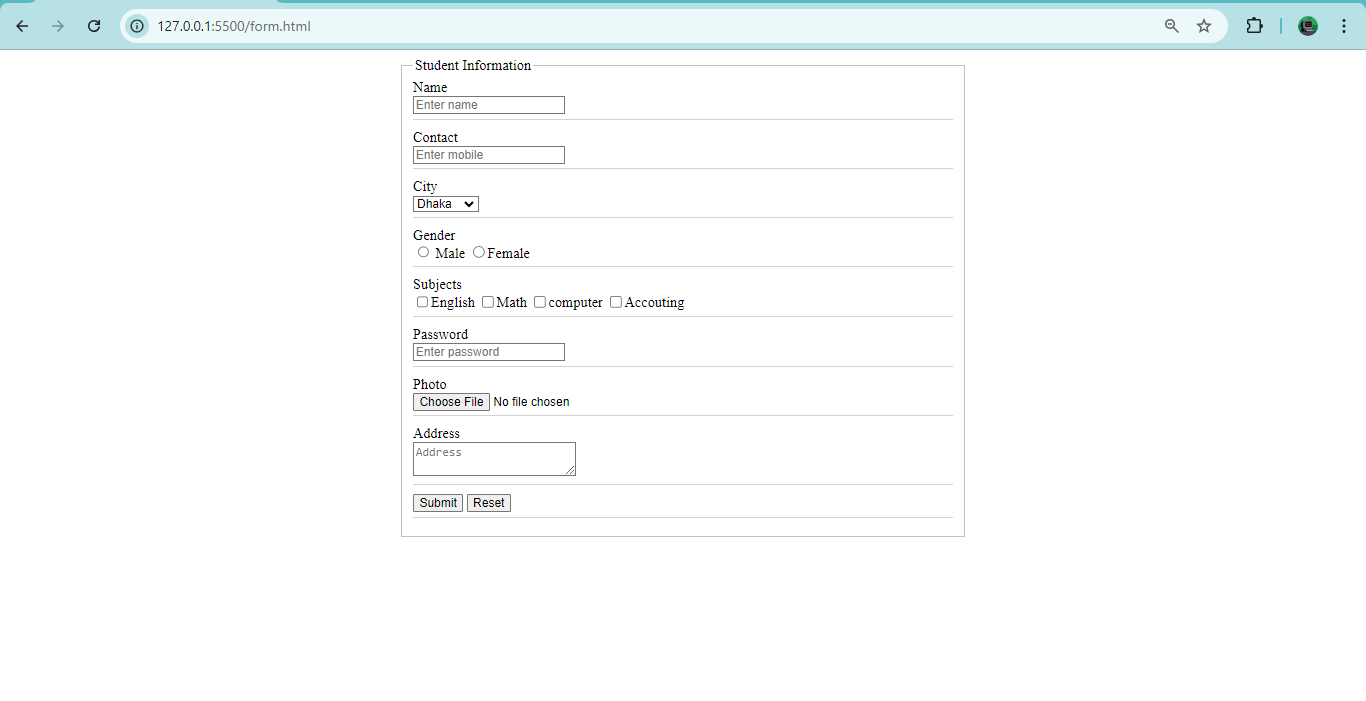 127.0.0.1:5500/form.html
Student Information
Name
Enter name
Contact
Enter mobile
City
Dhaka
Gender
Male Female
Subjects
English Math computer Accouting
Password
Enter password
Photo
Choose File No file chosen
Address
Address
Submit Reset